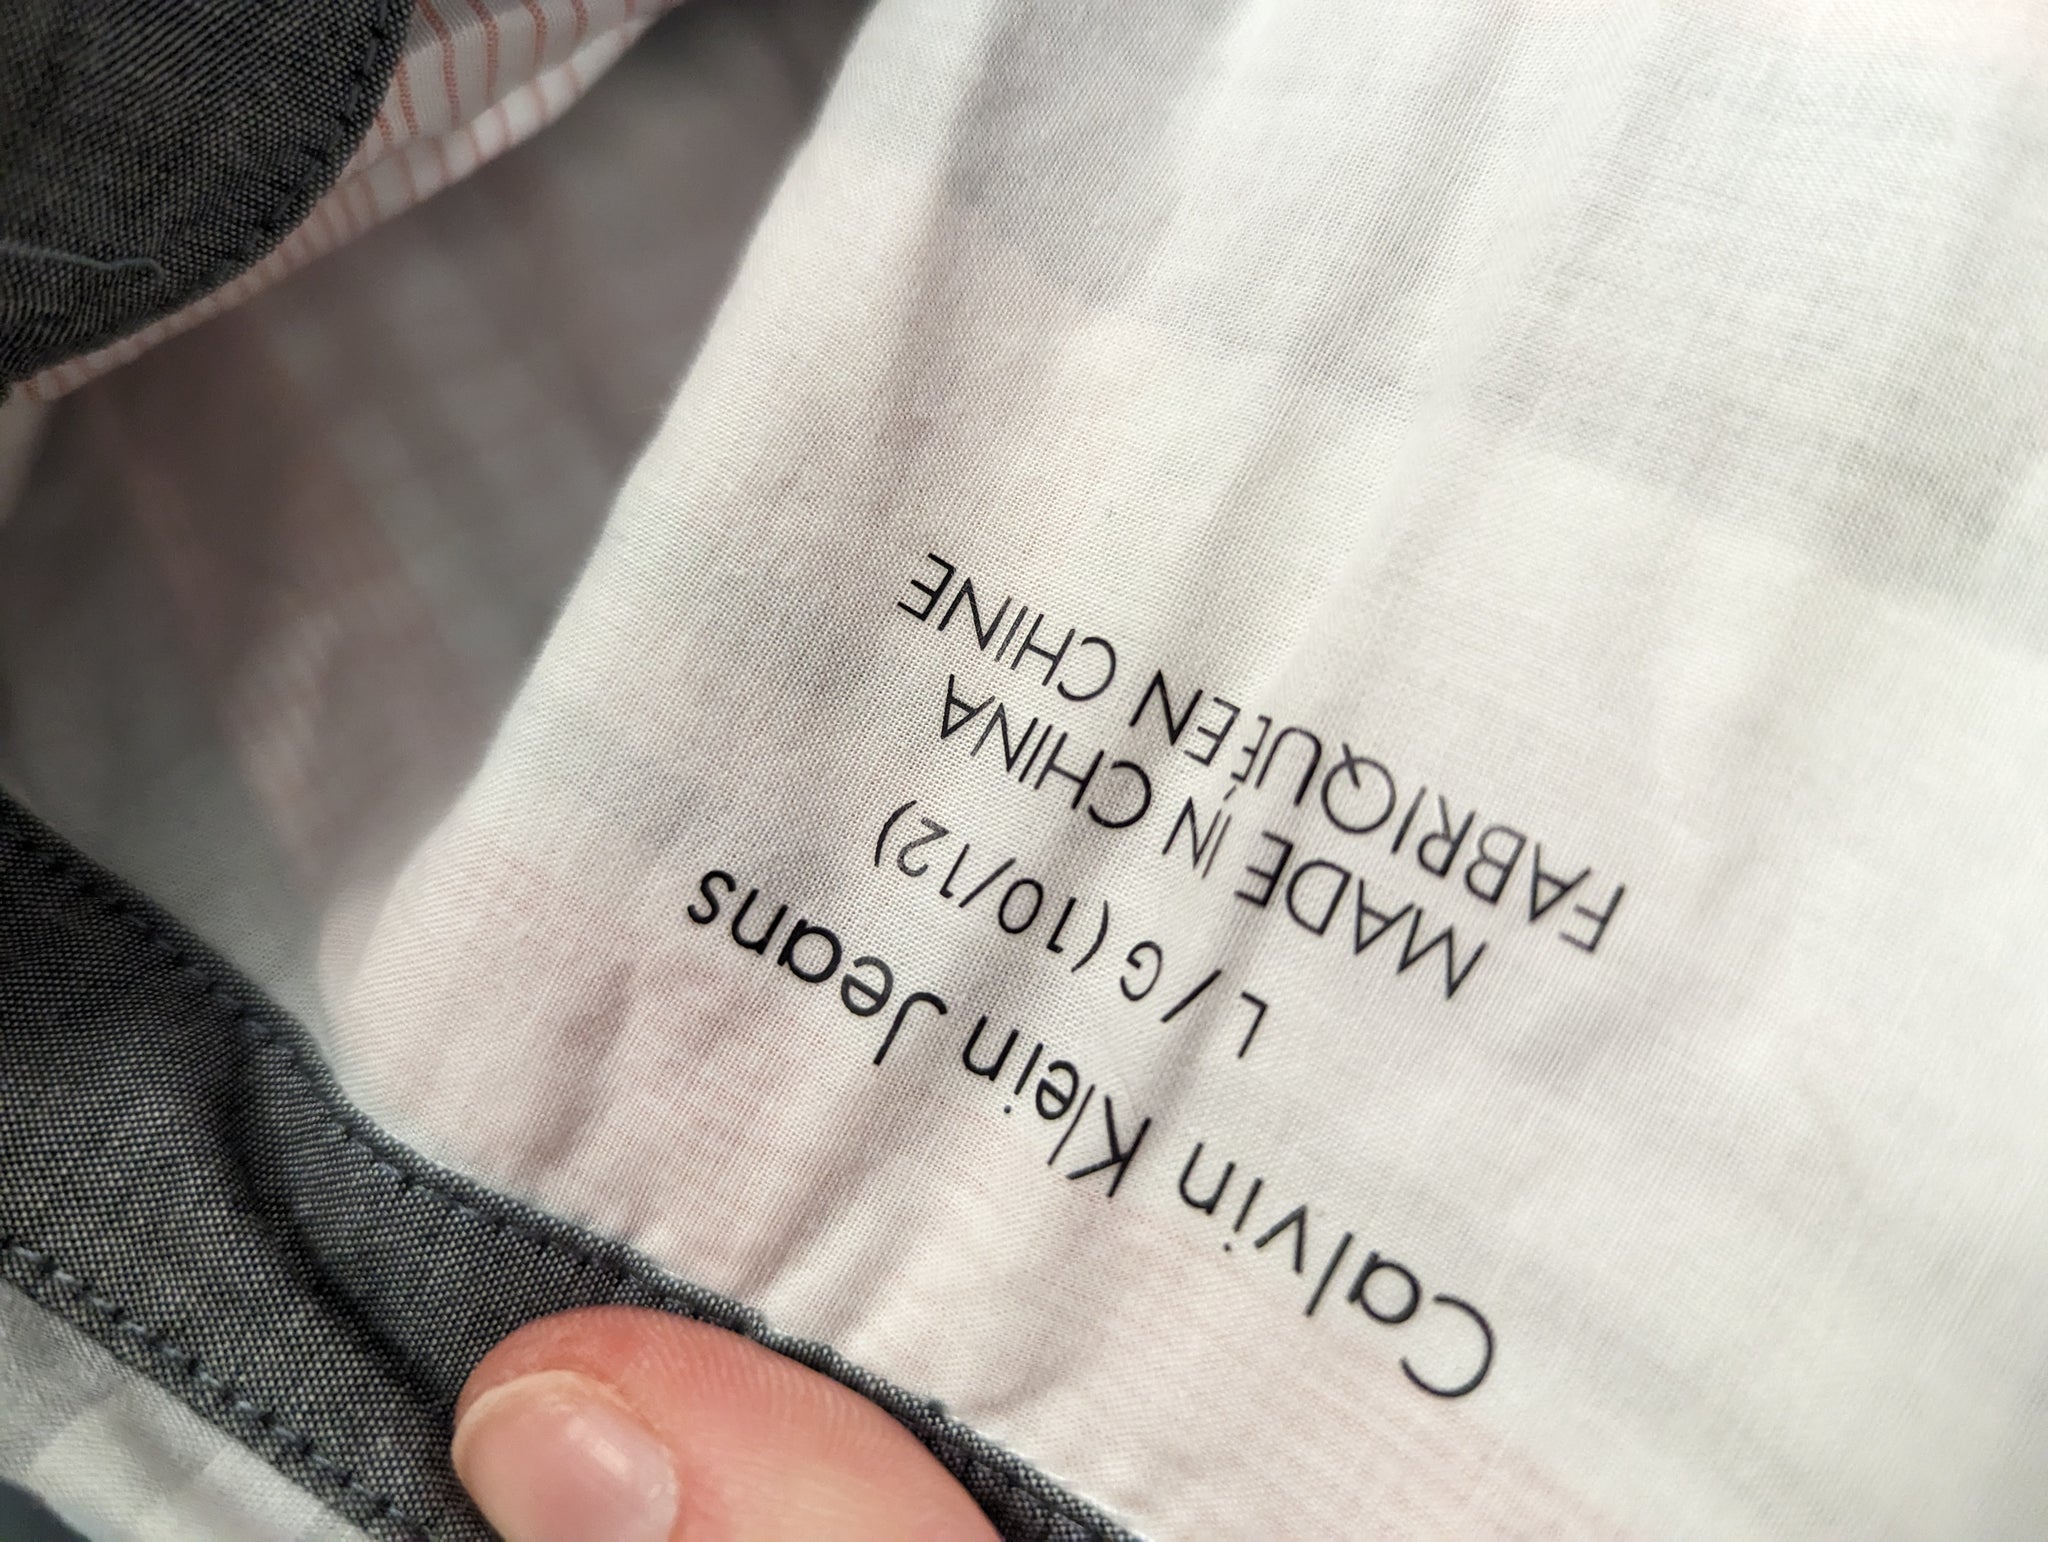 Calvin Klein Jeans
L / G (10/12)
MADE IN CHINA
FABRIQUÉ EN CHINE